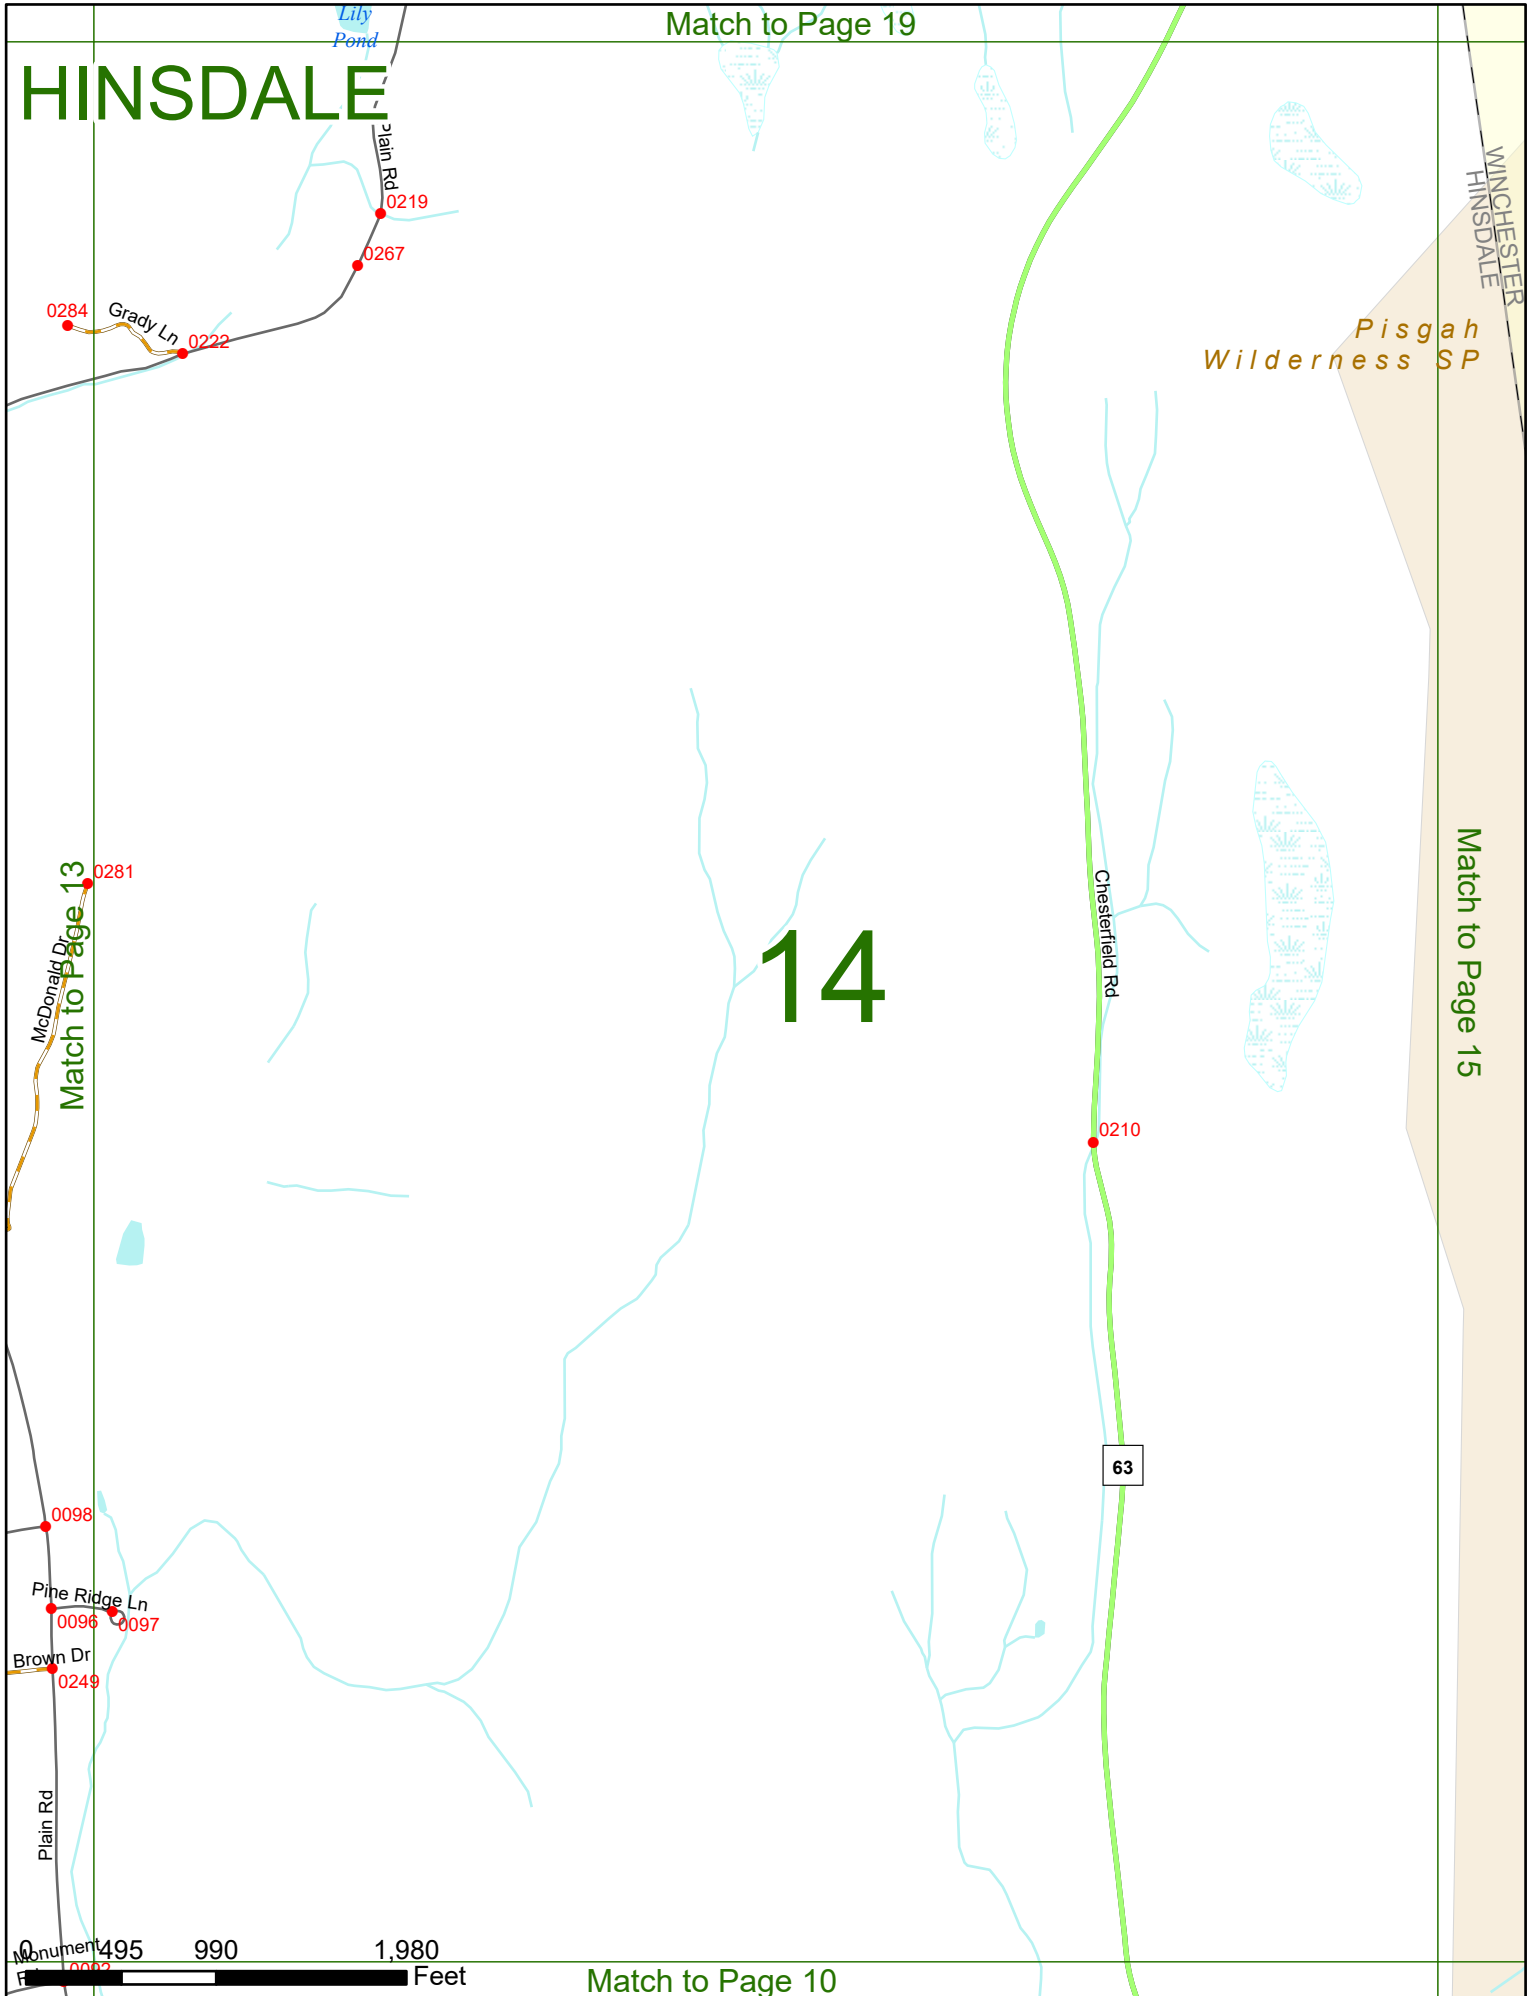 Lily
Pond
Match to Page 19
HINSDALE
Plain Rd
0219
0267
0284
Grady Ln
0222
WINCHESTER
HINSDALE
Pisgah
Wilderness SP
0281
McDonald Dr
Match to Page 13
14
Chesterfield Rd
Match to Page 15
0210
63
0098
Pine Ridge Ln
0096
0097
Brown Dr
0249
Plain Rd
Monument
0092
0 495 990 1,980
Feet
Match to Page 10